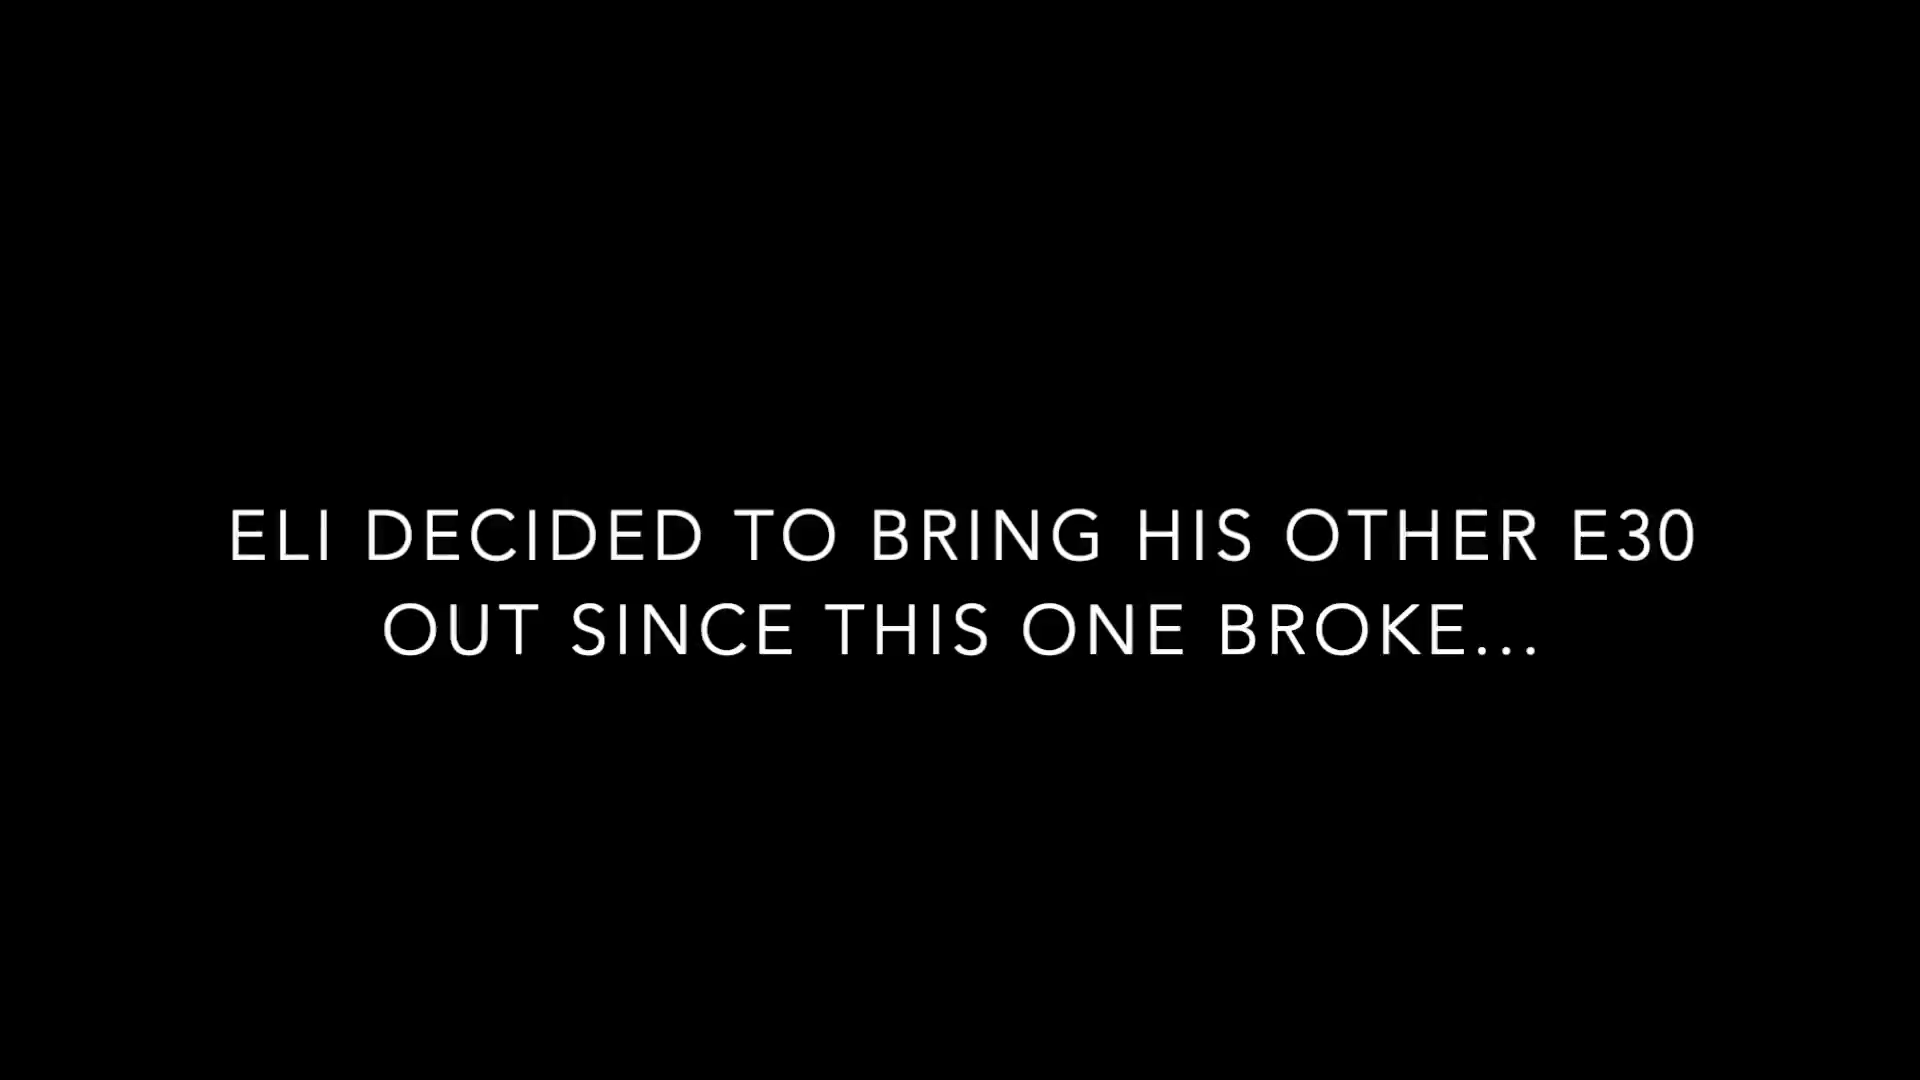 ELI DECIDED TO BRING HIS OTHER E30
OUT SINCE THIS ONE BROKE...